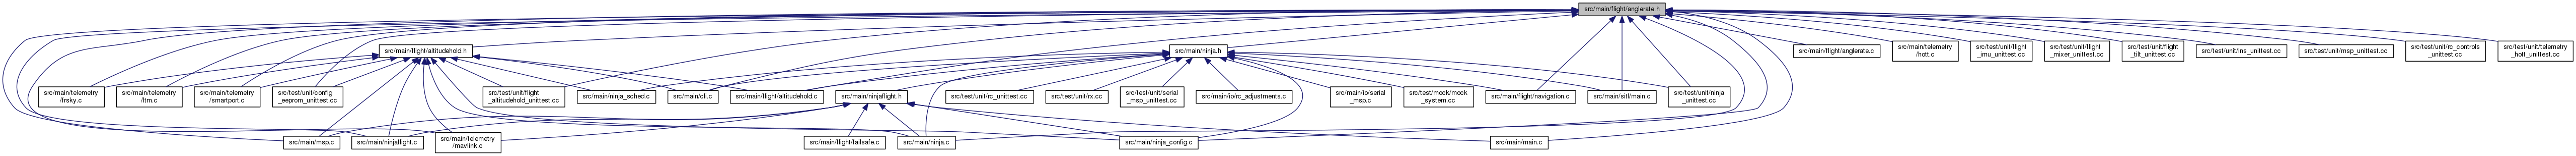 src/main/flight/anglerate.h
src/main/flight/altitudehold.h
src/main/ninja.h
src/main/flight/anglerate.c
src/main/telemetry
/hott.c
src/test/unit/flight
_imu_unittest.cc
src/test/unit/flight
_mixer_unittest.cc
src/test/unit/flight
_tilt_unittest.cc
src/test/unit/ins_unittest.cc
src/test/unit/msp_unittest.cc
src/test/unit/rc_controls
_unittest.cc
src/test/unit/telemetry
_hott_unittest.cc
src/main/telemetry
/frsky.c
src/main/telemetry
/ltm.c
src/main/telemetry
/smartport.c
src/test/unit/config
_eeprom_unittest.cc
src/test/unit/flight
_altitudehold_unittest.cc
src/main/ninja_sched.c
src/main/cli.c
src/main/flight/altitudehold.c
src/main/ninjaflight.h
src/test/unit/rc_unittest.cc
src/test/unit/rx.cc
src/test/unit/serial
_msp_unittest.cc
src/main/io/rc_adjustments.c
src/main/io/serial
_msp.c
src/test/mock/mock
_system.cc
src/main/flight/navigation.c
src/main/sitl/main.c
src/test/unit/ninja
_unittest.cc
src/main/msp.c
src/main/ninjaflight.c
src/main/telemetry
/mavlink.c
src/main/flight/failsafe.c
src/main/ninja.c
src/main/ninja_config.c
src/main/main.c